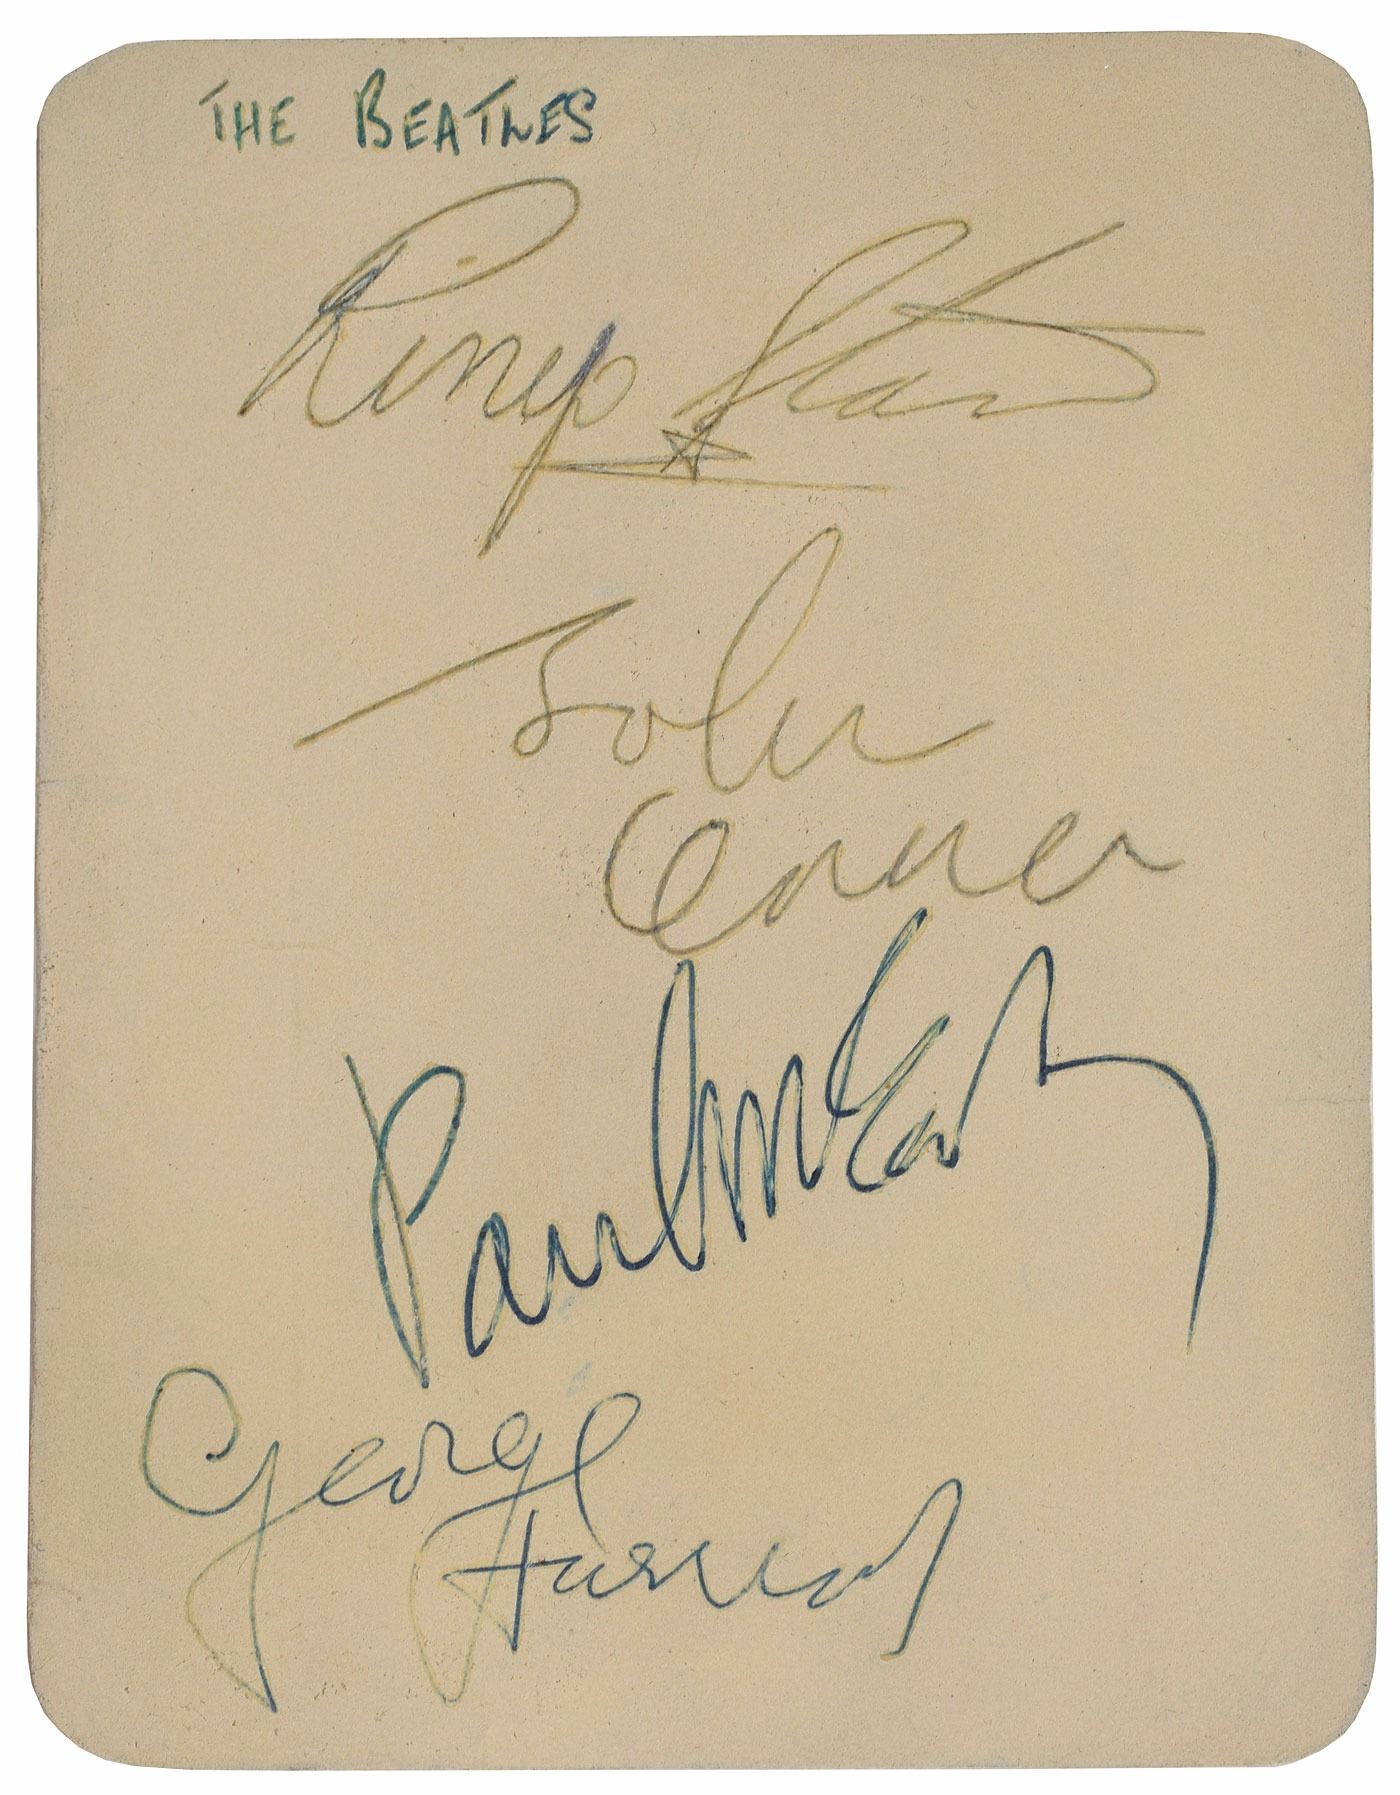 THE BEATLES
Ringo Starr
John
Lennon
Paul McCartney
George
Harrison